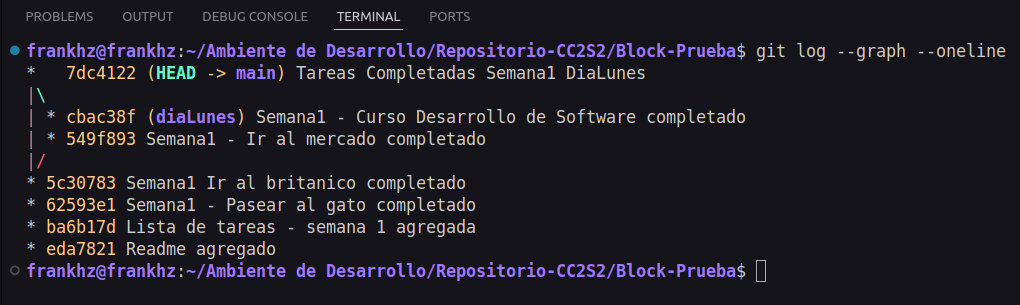 PROBLEMS OUTPUT DEBUG CONSOLE TERMINAL PORTS
frankhz@frankhz:~/Ambiente de Desarrollo/Repositorio-CC2S2/Block-Prueba$ git log --graph --oneline
*   7dc4122 (HEAD -> main) Tareas Completadas Semana1 DiaLunes
|\
| * cbac38f (diaLunes) Semana1 - Curso Desarrollo de Software completado
| * 549f893 Semana1 - Ir al mercado completado
|/
* 5c30783 Semana1 Ir al britanico completado
* 62593e1 Semana1 - Pasear al gato completado
* ba6b17d Lista de tareas - semana 1 agregada
* eda7821 Readme agregado
frankhz@frankhz:~/Ambiente de Desarrollo/Repositorio-CC2S2/Block-Prueba$